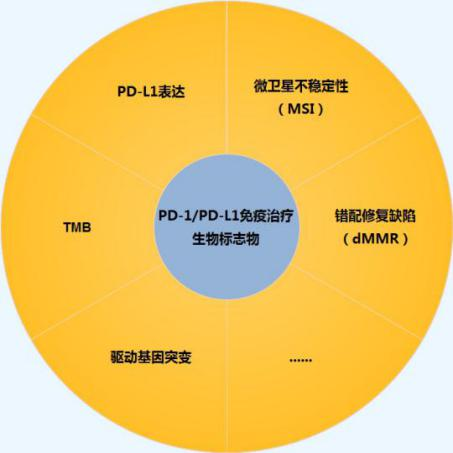 PD-L1表达
微卫星不稳定性
（MSI）
PD-1/PD-L1免疫治疗
生物标志物
TMB
错配修复缺陷
（dMMR）
驱动基因突变
......